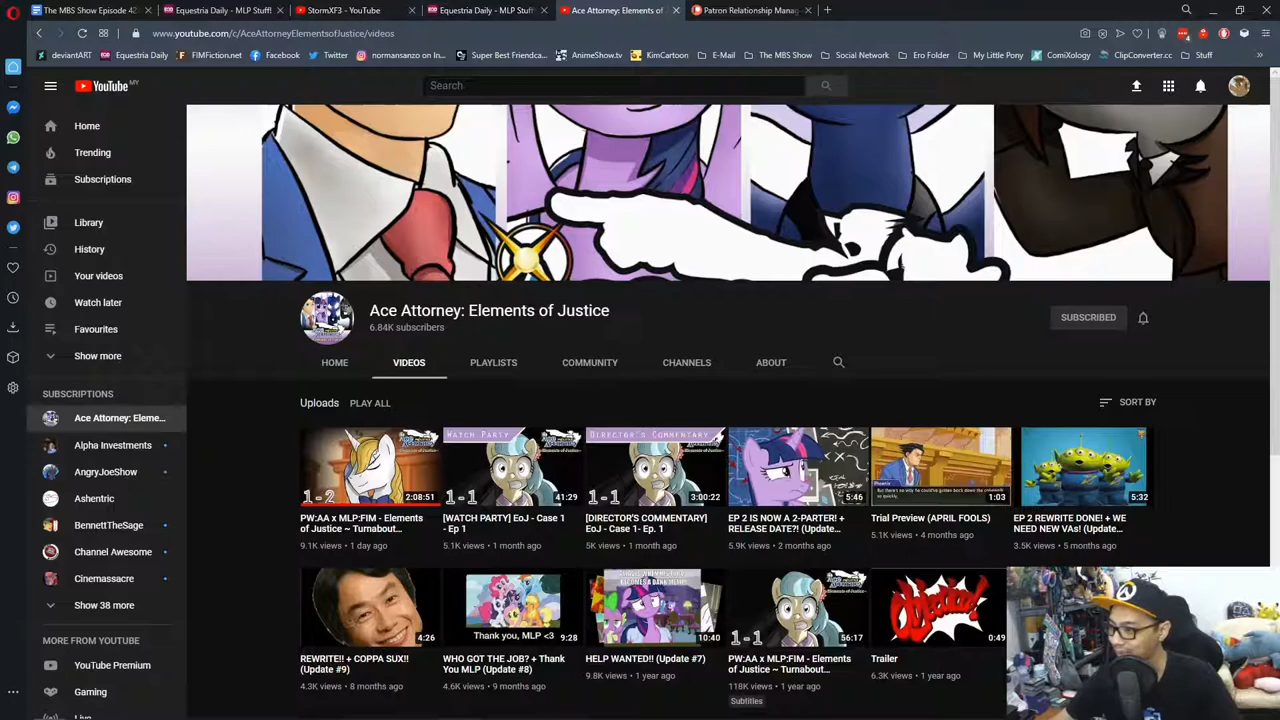 The MBS Show Episode 42
Equestria Daily - MLP Stuff!
StormXF3 - YouTube
Equestria Daily - MLP Stuff!
Ace Attorney: Elements of
Patron Relationship Mana
www.youtube.com/c/AceAttorneyElementsofJustice/videos
deviantART
Equestria Daily
FIMFiction.net
Facebook
Twitter
normansanzo on Insta
Super Best Friendca
AnimeShow.tv
KimCartoon
E-Mail
The MBS Show
Social Network
Ero Folder
My Little Pony
ComiXology
ClipConverter.cc
Stuff
YouTube MY
Search
Home
Trending
Subscriptions
Library
History
Your videos
Watch later
Favourites
Show more
SUBSCRIPTIONS
Ace Attorney: Eleme...
Alpha Investments
AngryJoeShow
Ashentric
BennettTheSage
Channel Awesome
Cinemassacre
Show 38 more
MORE FROM YOUTUBE
YouTube Premium
Gaming
Live
Ace Attorney: Elements of Justice
6.84K subscribers
SUBSCRIBED
HOME
VIDEOS
PLAYLISTS
COMMUNITY
CHANNELS
ABOUT
Uploads
PLAY ALL
SORT BY
1-2
2:08:51
PW:AA x MLP:FIM - Elements
of Justice ~ Turnabout...
9.1K views • 1 day ago
WATCH PARTY
1-1
41:29
[WATCH PARTY] EoJ - Case 1
- Ep 1
5.1K views • 1 month ago
DIRECTOR'S COMMENTARY
1-1
3:00:22
[DIRECTOR'S COMMENTARY]
EoJ - Case 1- Ep. 1
5K views • 1 month ago
5:46
EP 2 IS NOW A 2-PARTER! +
RELEASE DATE?! (Update...
5.9K views • 2 months ago
Phoenix
1:03
Trial Preview (APRIL FOOLS)
5.1K views • 4 months ago
5:32
EP 2 REWRITE DONE! + WE
NEED NEW VAs! (Update...
3.5K views • 5 months ago
4:26
REWRITE!! + COPPA SUX!!
(Update #9)
4.3K views • 8 months ago
Thank you, MLP <3
9:28
WHO GOT THE JOB? + Thank
You MLP (Update #8)
4.6K views • 9 months ago
10:40
HELP WANTED!! (Update #7)
9.8K views • 1 year ago
1-1
56:17
PW:AA x MLP:FIM - Elements
of Justice ~ Turnabout...
118K views • 1 year ago
Subtitles
Objection!
0:49
Trailer
6.3K views • 1 year ago